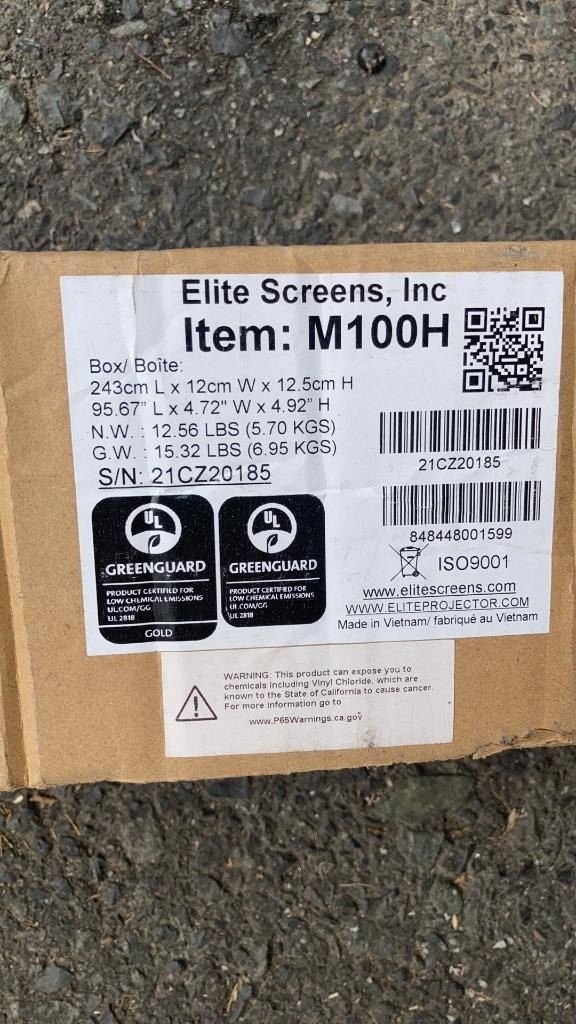 Elite Screens, Inc
Item: M100H
Box/ Boîte:
243cm L x 12cm W x 12.5cm H
95.67” L x 4.72" W x 4.92” H
N.W. : 12.56 LBS (5.70 KGS)
G.W. : 15.32 LBS (6.95 KGS)
S/N: 21CZ20185
21CZ20185
848448001599
ISO9001
www.elitescreens.com
WWW.ELITEPROJECTOR.COM
Made in Vietnam/ fabriqué au Vietnam
UL
GREENGUARD
PRODUCT CERTIFIED FOR
LOW CHEMICAL EMISSIONS
UL.COM/GG
UL 2818
GOLD
UL
GREENGUARD
PRODUCT CERTIFIED FOR
LOW CHEMICAL EMISSIONS
UL.COM/GG
UL 2818
WARNING: This product can expose you to
chemicals including Vinyl Chloride, which are
known to the State of California to cause cancer.
For more information go to
www.P65Warnings.ca.gov